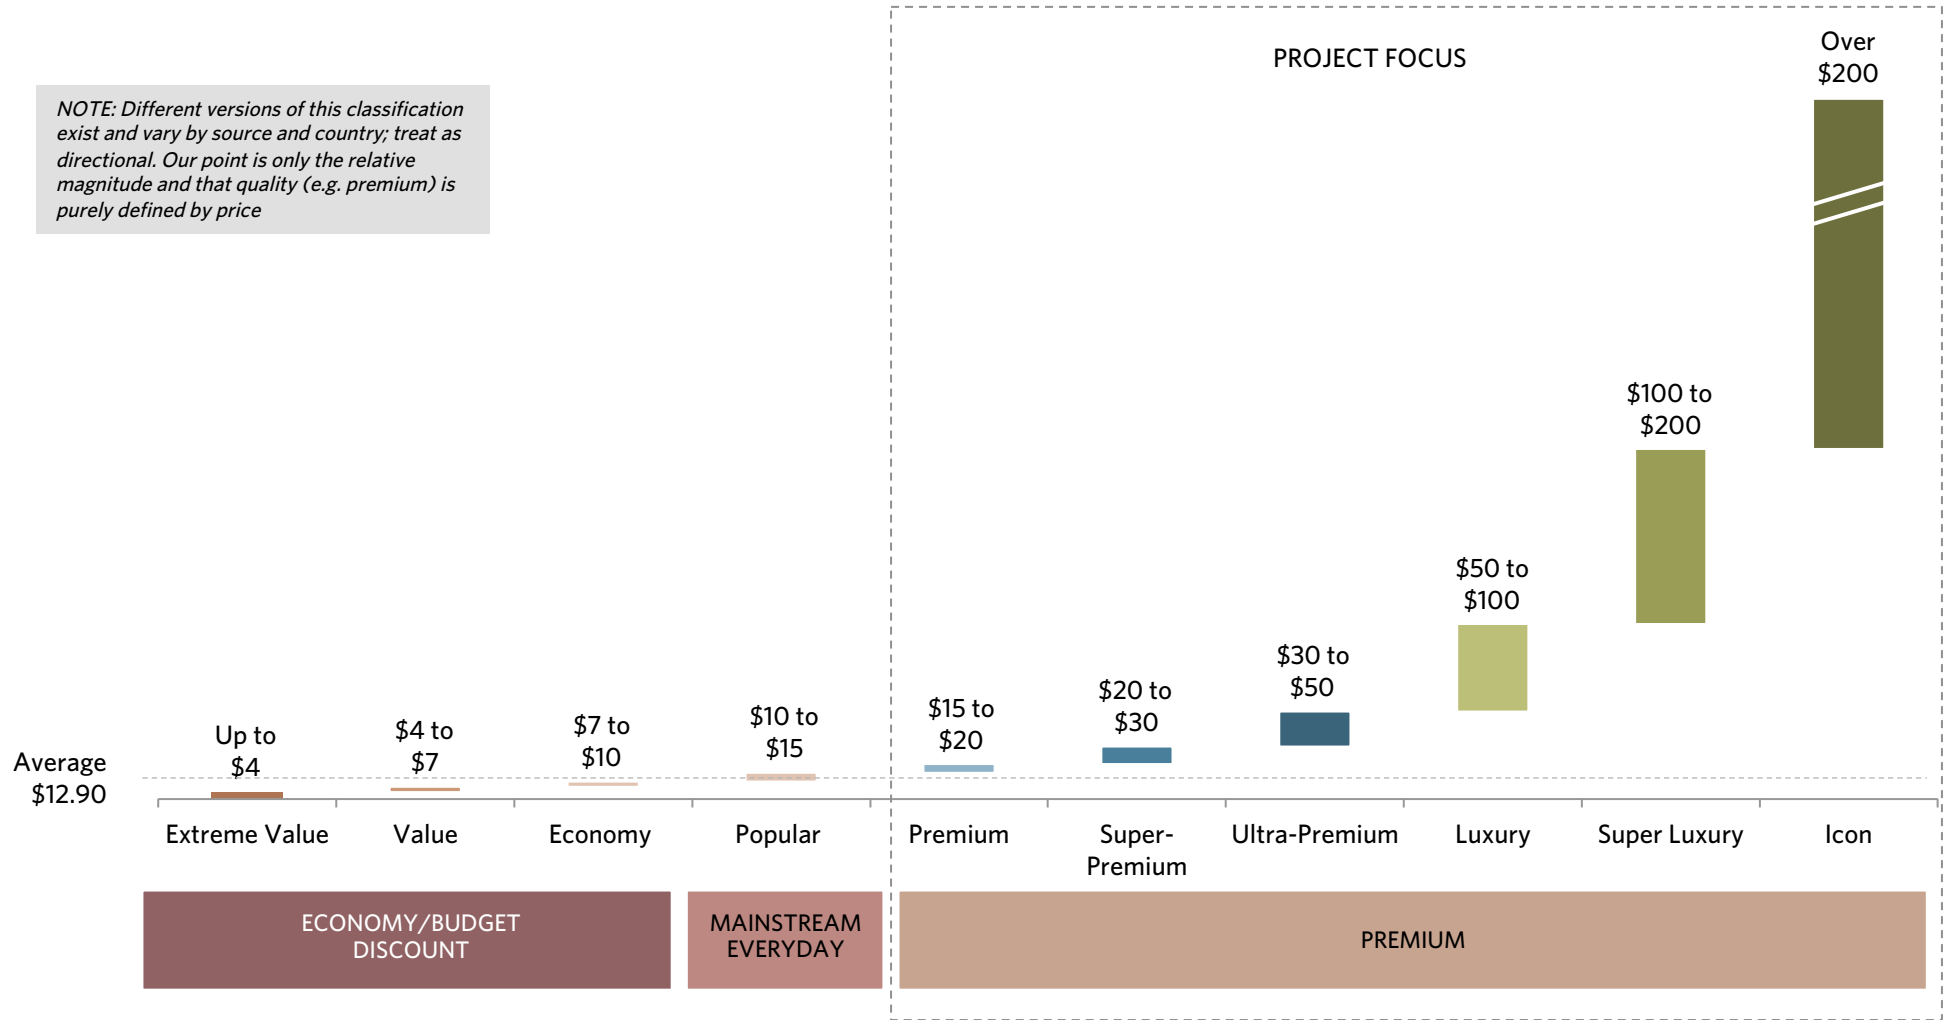 PROJECT FOCUS
NOTE: Different versions of this classification
exist and vary by source and country; treat as
directional. Our point is only the relative
magnitude and that quality (e.g. premium) is
purely defined by price
Average
$12.90
Up to
$4
$4 to
$7
$7 to
$10
$10 to
$15
$15 to
$20
$20 to
$30
$30 to
$50
$50 to
$100
$100 to
$200
Over
$200
Extreme Value
Value
Economy
Popular
Premium
Super-
Premium
Ultra-Premium
Luxury
Super Luxury
Icon
ECONOMY/BUDGET
DISCOUNT
MAINSTREAM
EVERYDAY
PREMIUM